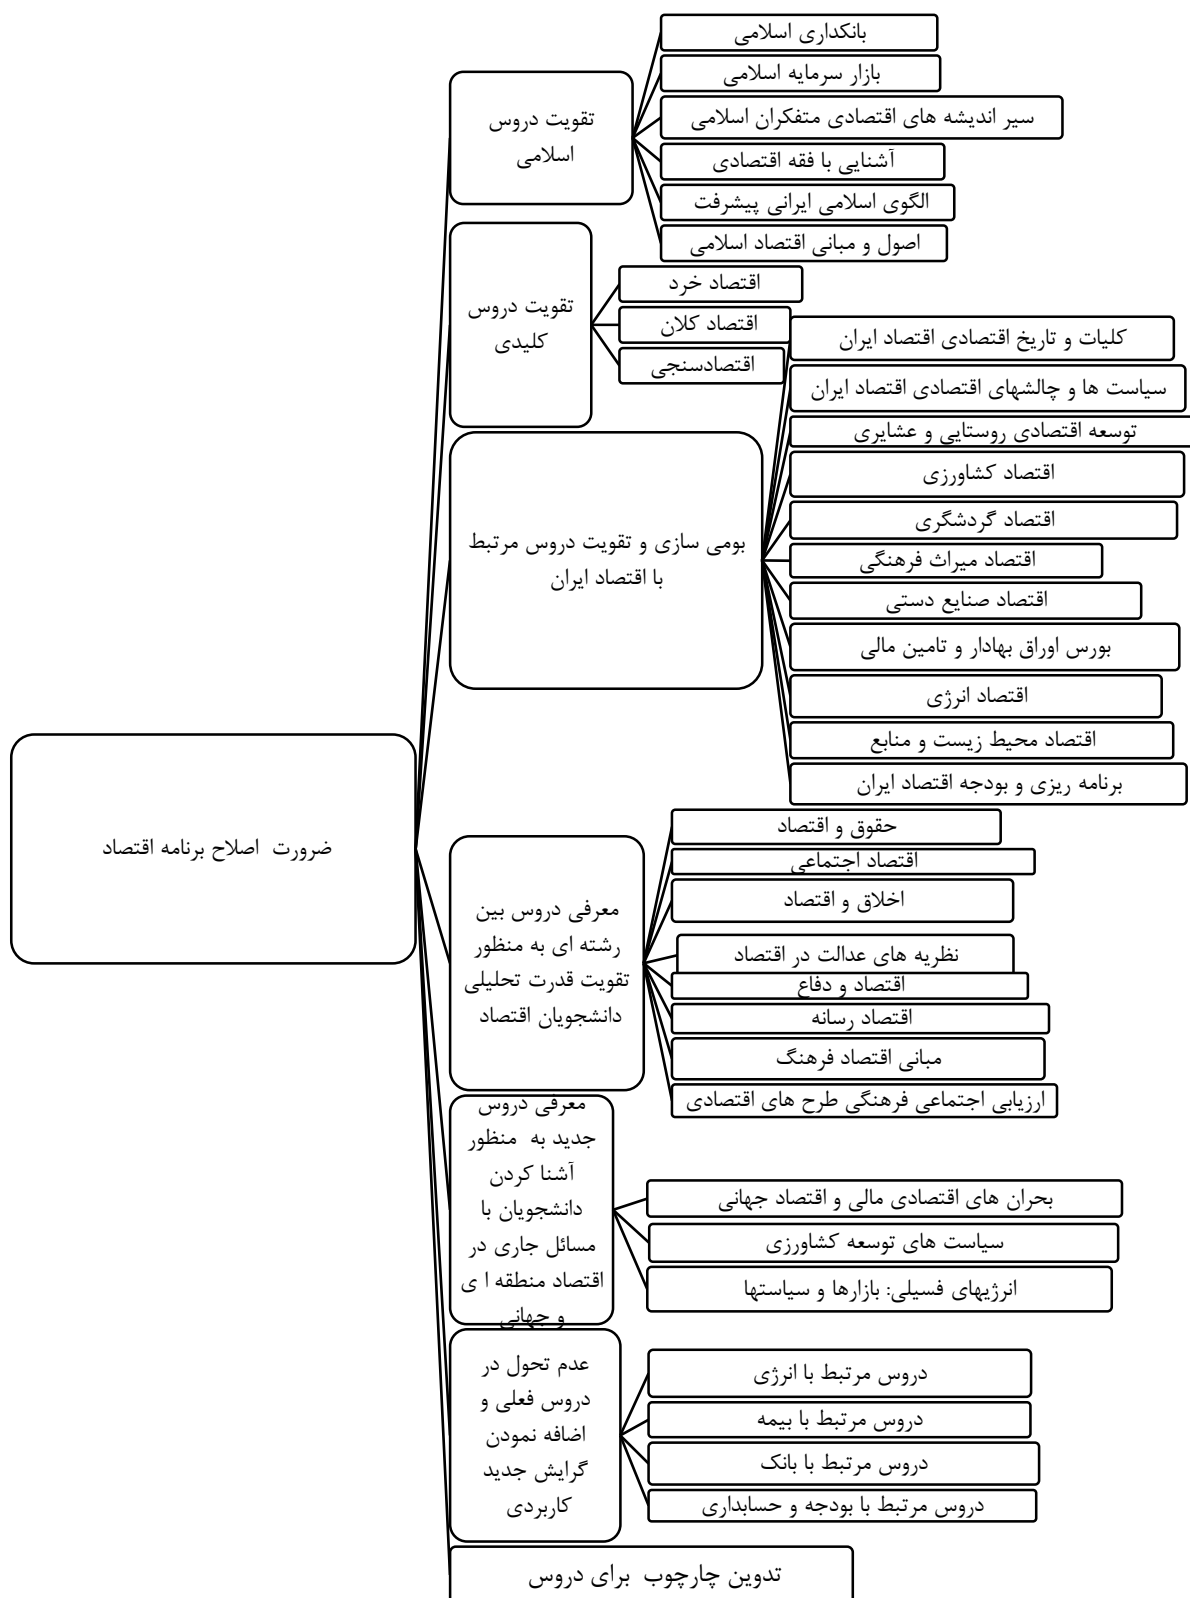 ضرورت اصلاح برنامه اقتصاد
تقویت دروس
اسلامی
بانکداری اسلامی
بازار سرمایه اسلامی
سیر اندیشه های اقتصادی متفکران اسلامی
آشنایی با فقه اقتصادی
الگوی اسلامی ایرانی پیشرفت
اصول و مبانی اقتصاد اسلامی
تقویت دروس
کلیدی
اقتصاد خرد
اقتصاد کلان
اقتصادسنجی
بومی سازی و تقویت دروس مرتبط
با اقتصاد ایران
کلیات و تاریخ اقتصادی اقتصاد ایران
سیاست ها و چالشهای اقتصادی اقتصاد ایران
توسعه اقتصادی روستایی و عشایری
اقتصاد کشاورزی
اقتصاد گردشگری
اقتصاد میراث فرهنگی
اقتصاد صنایع دستی
بورس اوراق بهادار و تامین مالی
اقتصاد انرژی
اقتصاد محیط زیست و منابع
برنامه ریزی و بودجه اقتصاد ایران
معرفی دروس بین
رشته ای به منظور
تقویت قدرت تحلیلی
دانشجویان اقتصاد
حقوق و اقتصاد
اقتصاد اجتماعی
اخلاق و اقتصاد
نظریه های عدالت در اقتصاد
اقتصاد و دفاع
اقتصاد رسانه
مبانی اقتصاد فرهنگ
ارزیابی اجتماعی فرهنگی طرح های اقتصادی
معرفی دروس
جدید به منظور
آشنا کردن
دانشجویان با
مسائل جاری در
اقتصاد منطقه ا ی
و جهانی
بحران های اقتصادی مالی و اقتصاد جهانی
سیاست های توسعه کشاورزی
انرژیهای فسیلی: بازارها و سیاستها
عدم تحول در
دروس فعلی و
اضافه نمودن
گرایش جدید
کاربردی
دروس مرتبط با انرژی
دروس مرتبط با بیمه
دروس مرتبط با بانک
دروس مرتبط با بودجه و حسابداری
تدوین چارچوب برای دروس